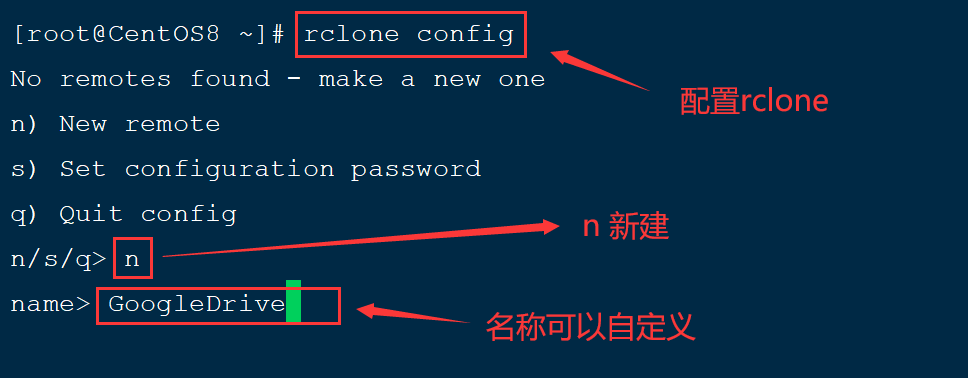 [root@CentOS8 ~]# rclone config
No remotes found - make a new one
配置rclone
n) New remote
s) Set configuration password
q) Quit config
n 新建
n/s/q> n
name> GoogleDrive
名称可以自定义